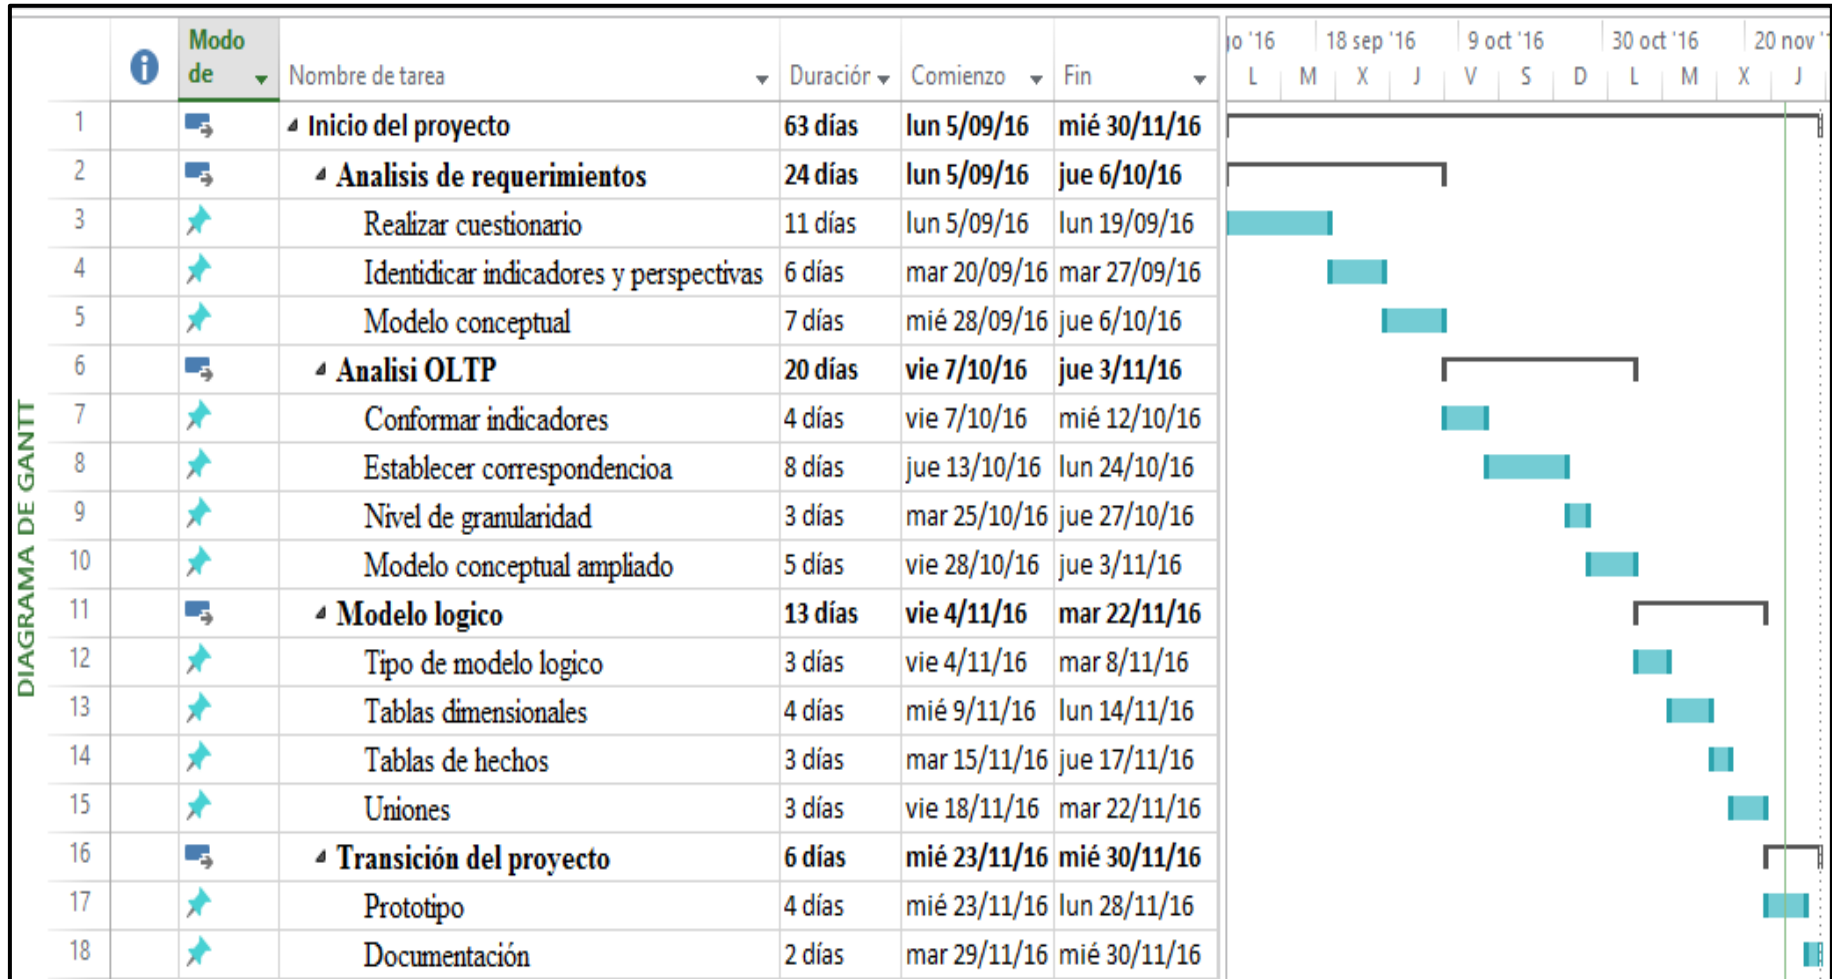 Modo de Nombre de tarea Duración Comienzo Fin
18 sep '16 9 oct '16 30 oct '16 20 nov
L M X J V S D L M X J
DIAGRAMA DE GANTT
1 Inicio del proyecto 63 días lun 5/09/16 mié 30/11/16
2 Analisis de requerimientos 24 días lun 5/09/16 jue 6/10/16
3 Realizar cuestionario 11 días lun 5/09/16 lun 19/09/16
4 Identidicar indicadores y perspectivas 6 días mar 20/09/16 mar 27/09/16
5 Modelo conceptual 7 días mié 28/09/16 jue 6/10/16
6 Analisi OLTP 20 días vie 7/10/16 jue 3/11/16
7 Conformar indicadores 4 días vie 7/10/16 mié 12/10/16
8 Establecer correspondencioa 8 días jue 13/10/16 lun 24/10/16
9 Nivel de granularidad 3 días mar 25/10/16 jue 27/10/16
10 Modelo conceptual ampliado 5 días vie 28/10/16 jue 3/11/16
11 Modelo logico 13 días vie 4/11/16 mar 22/11/16
12 Tipo de modelo logico 3 días vie 4/11/16 mar 8/11/16
13 Tablas dimensionales 4 días mié 9/11/16 lun 14/11/16
14 Tablas de hechos 3 días mar 15/11/16 jue 17/11/16
15 Uniones 3 días vie 18/11/16 mar 22/11/16
16 Transición del proyecto 6 días mié 23/11/16 mié 30/11/16
17 Prototipo 4 días mié 23/11/16 lun 28/11/16
18 Documentación 2 días mar 29/11/16 mié 30/11/16